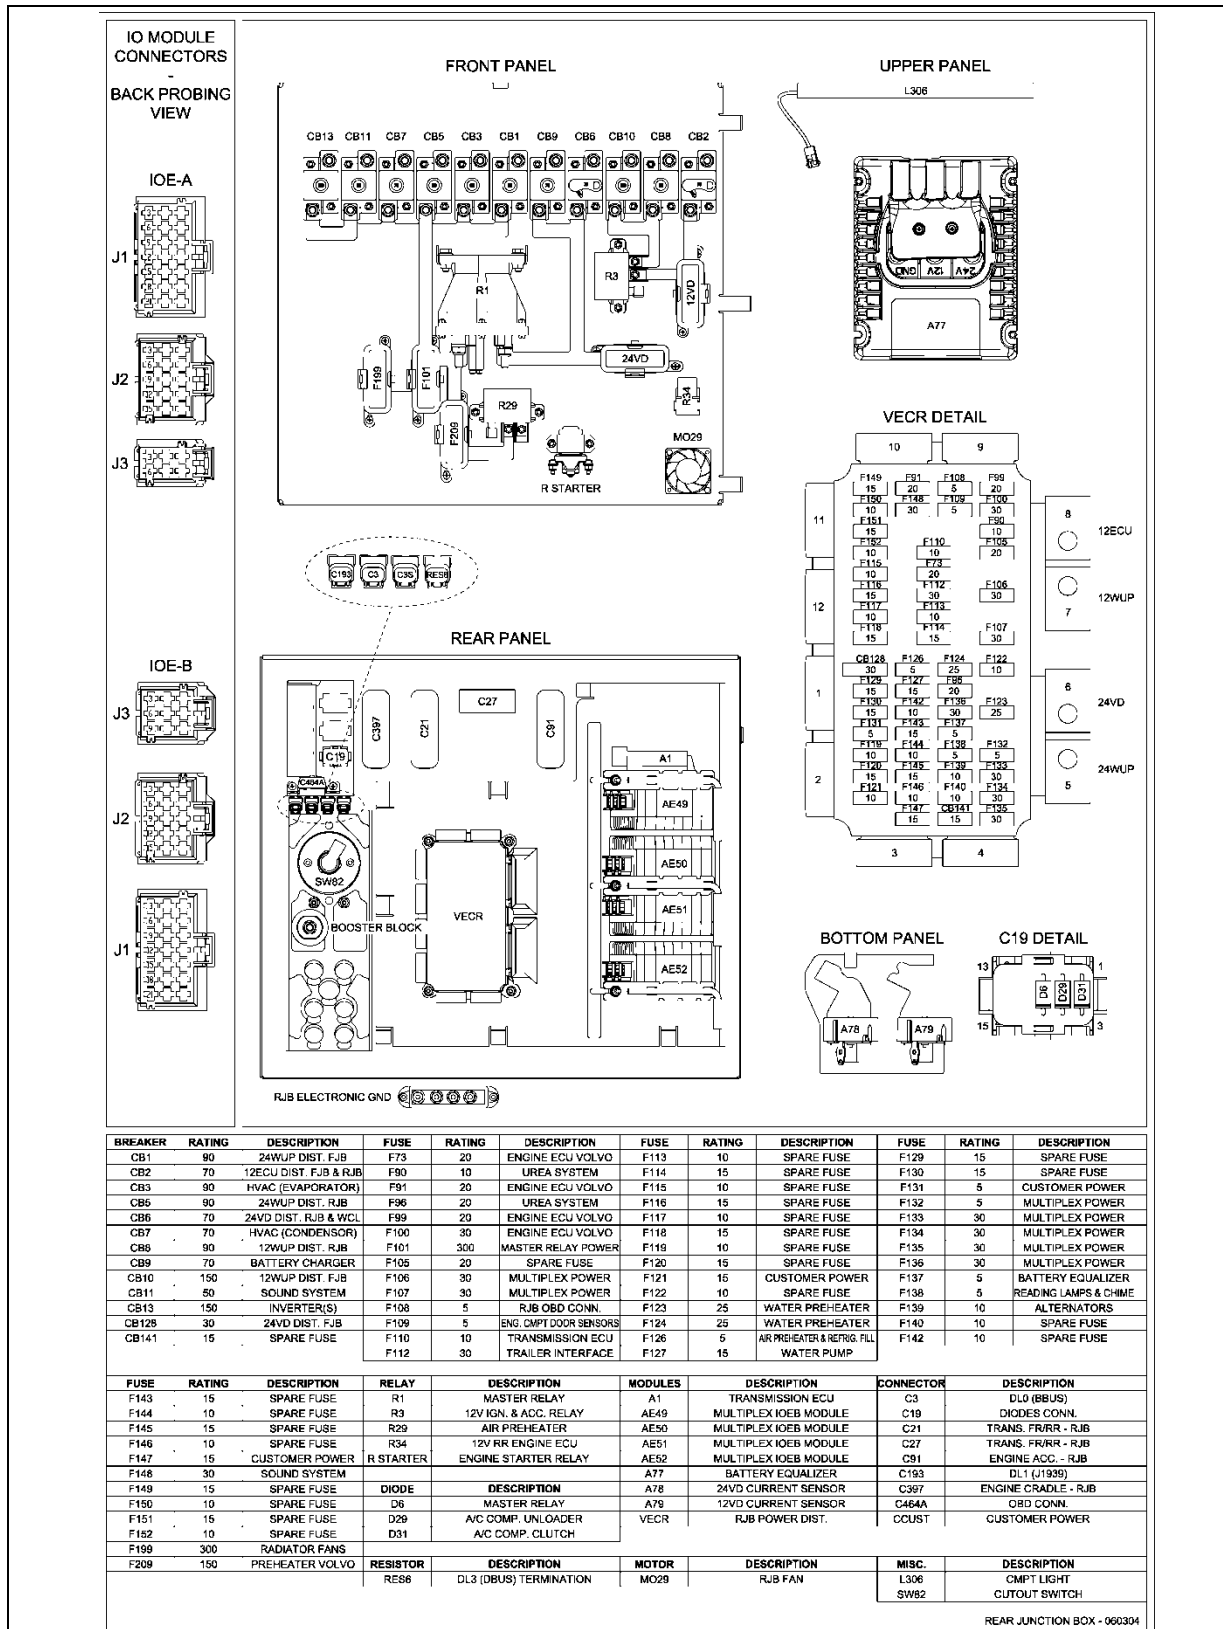 IO MODULE
CONNECTORS
-
BACK PROBING
VIEW
IOE-A
J1
J2
J3
IOE-B
J3
J2
J1
FRONT PANEL
CB13 CB11 CB7 CB5 CB3 CB1 CB9 CB6 CB10 CB8 CB2
R1
R3
12VD
24VD
F199
F101
F209
R29
R34
R STARTER
MO29
UPPER PANEL
L306
GND 12V 24V
A77
C193 C3 RES6
REAR PANEL
C397
C21
C27
C91
C19
SW82
BOOSTER BLOCK
VECR
A1
AE49
AE50
AE51
AE52
RJB ELECTRONIC GND
VECR DETAIL
10 9
F149 F91 F108 F99
15 20 5 20
F150 F148 F109 F100
10 30 5 30
F151 F90
15 10
F152 F110 F105
10 10 20
F115 F73
10 20
F116 F112 F106
15 30 30
F117 F113
10 10
F118 F114 F107
15 15 30
CB128 F126 F124 F122
30 5 25 10
F129 F127 F96
15 15 20
F130 F142 F136 F123
15 10 30 25
F131 F143 F137
5 15 5
F119 F144 F138 F132
10 10 5 5
F120 F145 F139 F133
15 15 10 30
F121 F146 F140 F134
10 10 10 30
F147 CB141 F135
15 15 30
11
12
1
2
8
12ECU
7
12WUP
6
24VD
5
24WUP
3 4
BOTTOM PANEL
A78 A79
C19 DETAIL
13 1
D6 D29 D31
15 3
BREAKER RATING DESCRIPTION FUSE RATING DESCRIPTION FUSE RATING DESCRIPTION FUSE RATING DESCRIPTION
CB1 90 24WUP DIST. FJB F73 20 ENGINE ECU VOLVO F113 10 SPARE FUSE F129 15 SPARE FUSE
CB2 70 12ECU DIST. FJB & RJB F90 10 UREA SYSTEM F114 15 SPARE FUSE F130 15 SPARE FUSE
CB3 90 HVAC (EVAPORATOR) F91 20 ENGINE ECU VOLVO F115 10 SPARE FUSE F131 5 CUSTOMER POWER
CB5 90 24WUP DIST. RJB F96 20 UREA SYSTEM F116 15 SPARE FUSE F132 5 MULTIPLEX POWER
CB6 70 24VD DIST. RJB & WCL F99 20 ENGINE ECU VOLVO F117 10 SPARE FUSE F133 30 MULTIPLEX POWER
CB7 70 HVAC (CONDENSOR) F100 30 ENGINE ECU VOLVO F118 15 SPARE FUSE F134 30 MULTIPLEX POWER
CB8 90 12WUP DIST. RJB F101 300 MASTER RELAY POWER F119 10 SPARE FUSE F135 30 MULTIPLEX POWER
CB9 70 BATTERY CHARGER F105 20 SPARE FUSE F120 15 SPARE FUSE F136 30 MULTIPLEX POWER
CB10 150 12WUP DIST. FJB F106 30 MULTIPLEX POWER F121 15 CUSTOMER POWER F137 5 BATTERY EQUALIZER
CB11 50 SOUND SYSTEM F107 30 MULTIPLEX POWER F122 10 SPARE FUSE F138 5 READING LAMPS & CHIME
CB13 150 INVERTER(S) F108 5 RJB OBD CONN. F123 25 WATER PREHEATER F139 10 ALTERNATORS
CB128 30 24VD DIST. FJB F109 5 ENG. CMPT DOOR SENSORS F124 25 WATER PREHEATER F140 10 SPARE FUSE
CB141 15 SPARE FUSE F110 10 TRANSMISSION ECU F126 5 AIR PREHEATER & REFRIG. FILL F142 10 SPARE FUSE
F112 30 TRAILER INTERFACE F127 15 WATER PUMP
FUSE RATING DESCRIPTION RELAY DESCRIPTION MODULES DESCRIPTION CONNECTOR DESCRIPTION
F143 15 SPARE FUSE R1 MASTER RELAY A1 TRANSMISSION ECU C3 DL0 (BBUS)
F144 10 SPARE FUSE R3 12V IGN. & ACC. RELAY AE49 MULTIPLEX IOEB MODULE C19 DIODES CONN.
F145 15 SPARE FUSE R29 AIR PREHEATER AE50 MULTIPLEX IOEB MODULE C21 TRANS. FR/RR - RJB
F146 10 SPARE FUSE R34 12V RR ENGINE ECU AE51 MULTIPLEX IOEB MODULE C27 TRANS. FR/RR - RJB
F147 15 CUSTOMER POWER R STARTER ENGINE STARTER RELAY AE52 MULTIPLEX IOEB MODULE C91 ENGINE ACC. - RJB
F148 30 SOUND SYSTEM A77 BATTERY EQUALIZER C193 DL1 (J1939)
F149 15 SPARE FUSE DIODE DESCRIPTION A78 24VD CURRENT SENSOR C397 ENGINE CRADLE - RJB
F150 10 SPARE FUSE D6 MASTER RELAY A79 12VD CURRENT SENSOR C464A OBD CONN.
F151 15 SPARE FUSE D29 A/C COMP. UNLOADER VECR RJB POWER DIST. CCUST CUSTOMER POWER
F152 10 SPARE FUSE D31 A/C COMP. CLUTCH
F199 300 RADIATOR FANS
F209 150 PREHEATER VOLVO RESISTOR DESCRIPTION MOTOR DESCRIPTION MISC. DESCRIPTION
RES6 DL3 (DBUS) TERMINATION MO29 RJB FAN L306 CMPT LIGHT
SW82 CUTOUT SWITCH
REAR JUNCTION BOX - 060304